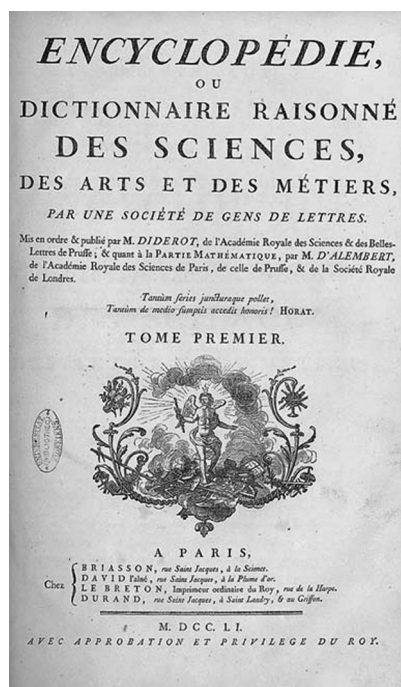 ENCYCLOPÉDIE,
OU
DICTIONNAIRE RAISONNÉ
DES SCIENCES,
DES ARTS ET DES MÉTIERS,
PAR UNE SOCIÉTÉ DE GENS DE LETTRES.
Mis en ordre & publié par M. DIDEROT, de l'Académie Royale des Sciences & des Belles-
Lettres de Prusse ; & quant à la PARTIE MATHÉMATIQUE, par M. D'ALEMBERT,
de l'Académie Royale des Sciences de Paris, de celle de Prusse, & de la Société Royale
de Londres.
Tantùm series juncturaque pollet,
Tantùm de medio sumptis accedit honoris ! HORAT.
TOME PREMIER.
A PARIS,
Chez
BRIASSON, rue Saint Jacques, à la Science.
DAVID l'aîné, rue Saint Jacques, à la Plume d'or.
LE BRETON, Imprimeur ordinaire du Roy, rue de la Harpe.
DURAND, rue Saint Jacques, à Saint Landry, & au Griffon.
M. DCC. LI.
AVEC APPROBATION ET PRIVILEGE DU ROY.